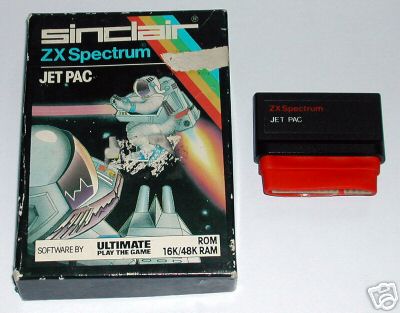 sinclair®
ZX Spectrum
JET PAC
SOFTWARE BY ULTIMATE PLAY THE GAME
ROM
16K/48K RAM
ZX Spectrum
JET PAC
ebY